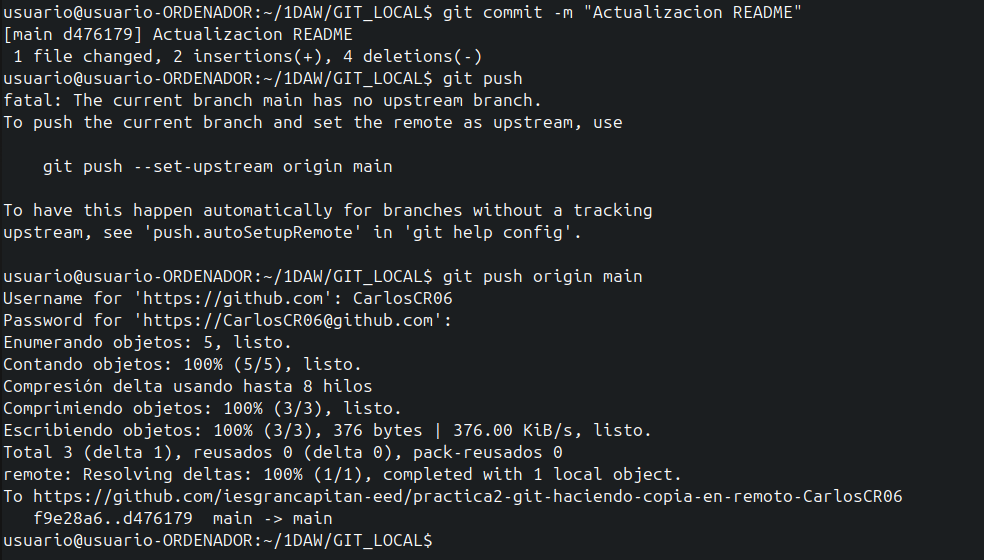 usuario@usuario-ORDENADOR:~/1DAW/GIT_LOCAL$ git commit -m "Actualizacion README"
[main d476179] Actualizacion README
 1 file changed, 2 insertions(+), 4 deletions(-)
usuario@usuario-ORDENADOR:~/1DAW/GIT_LOCAL$ git push
fatal: The current branch main has no upstream branch.
To push the current branch and set the remote as upstream, use

    git push --set-upstream origin main

To have this happen automatically for branches without a tracking
upstream, see 'push.autoSetupRemote' in 'git help config'.

usuario@usuario-ORDENADOR:~/1DAW/GIT_LOCAL$ git push origin main
Username for 'https://github.com': CarlosCR06
Password for 'https://CarlosCR06@github.com':
Enumerando objetos: 5, listo.
Contando objetos: 100% (5/5), listo.
Compresión delta usando hasta 8 hilos
Comprimiendo objetos: 100% (3/3), listo.
Escribiendo objetos: 100% (3/3), 376 bytes | 376.00 KiB/s, listo.
Total 3 (delta 1), reusados 0 (delta 0), pack-reusados 0
remote: Resolving deltas: 100% (1/1), completed with 1 local object.
To https://github.com/iesgrancapitan-eed/practica2-git-haciendo-copia-en-remoto-CarlosCR06
   f9e28a6..d476179  main -> main
usuario@usuario-ORDENADOR:~/1DAW/GIT_LOCAL$